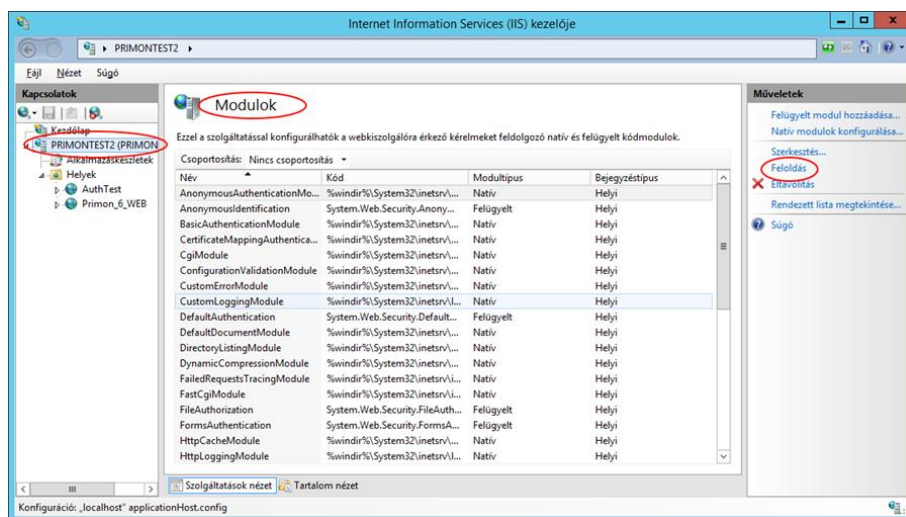 Internet Information Services (IIS) kezelője
PRIMONTEST2
Fájl Nézet Súgó
Kapcsolatok
Kezdőlap
PRIMONTEST2 (PRIMON
Alkalmazáskészletek
Helyek
AuthTest
Primon_6_WEB
Modulok
Ezzel a szolgáltatással konfigurálhatók a webkiszolgálóra érkező kérelmeket feldolgozó natív és felügyelt kódmodulok.
Csoportosítás: Nincs csoportosítás
Név Kód Modultípus Bejegyzéstípus
AnonymousAuthenticationMo... %windir%\System32\inetsrv\... Natív Helyi
AnonymousIdentification System.Web.Security.Anony... Felügyelt Helyi
BasicAuthenticationModule %windir%\System32\inetsrv\... Natív Helyi
CertificateMappingAuthentica... %windir%\System32\inetsrv\... Natív Helyi
CgiModule %windir%\System32\inetsrv\... Natív Helyi
ConfigurationValidationModule %windir%\System32\inetsrv\... Natív Helyi
CustomErrorModule %windir%\System32\inetsrv\... Natív Helyi
CustomLoggingModule %windir%\System32\inetsrv\l... Natív Helyi
DefaultAuthentication System.Web.Security.Default... Felügyelt Helyi
DefaultDocumentModule %windir%\System32\inetsrv\... Natív Helyi
DirectoryListingModule %windir%\System32\inetsrv\... Natív Helyi
DynamicCompressionModule %windir%\System32\inetsrv\... Natív Helyi
FailedRequestsTracingModule %windir%\System32\inetsrv\i... Natív Helyi
FastCgiModule %windir%\System32\inetsrv\i... Natív Helyi
FileAuthorization System.Web.Security.FileAuth... Felügyelt Helyi
FormsAuthentication System.Web.Security.FormsA... Felügyelt Helyi
HttpCacheModule %windir%\System32\inetsrv\... Natív Helyi
HttpLoggingModule %windir%\System32\inetsrv\l... Natív Helyi
Szolgáltatások nézet Tartalom nézet
Műveletek
Felügyelt modul hozzáadása...
Natív modulok konfigurálása...
Szerkesztés...
Feloldás
Eltávolítás
Rendezett lista megtekintése...
Súgó
Konfiguráció: „localhost” applicationHost.config